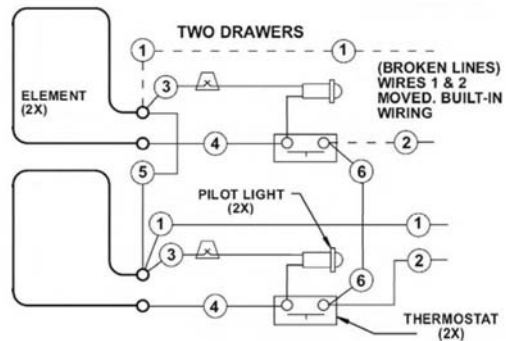 TWO DRAWERS
1
1
(BROKEN LINES)
WIRES 1 & 2
MOVED. BUILT-IN
WIRING
3
ELEMENT
(2X)
4
2
5
6
PILOT LIGHT
(2X)
1
1
3
2
6
4
THERMOSTAT
(2X)